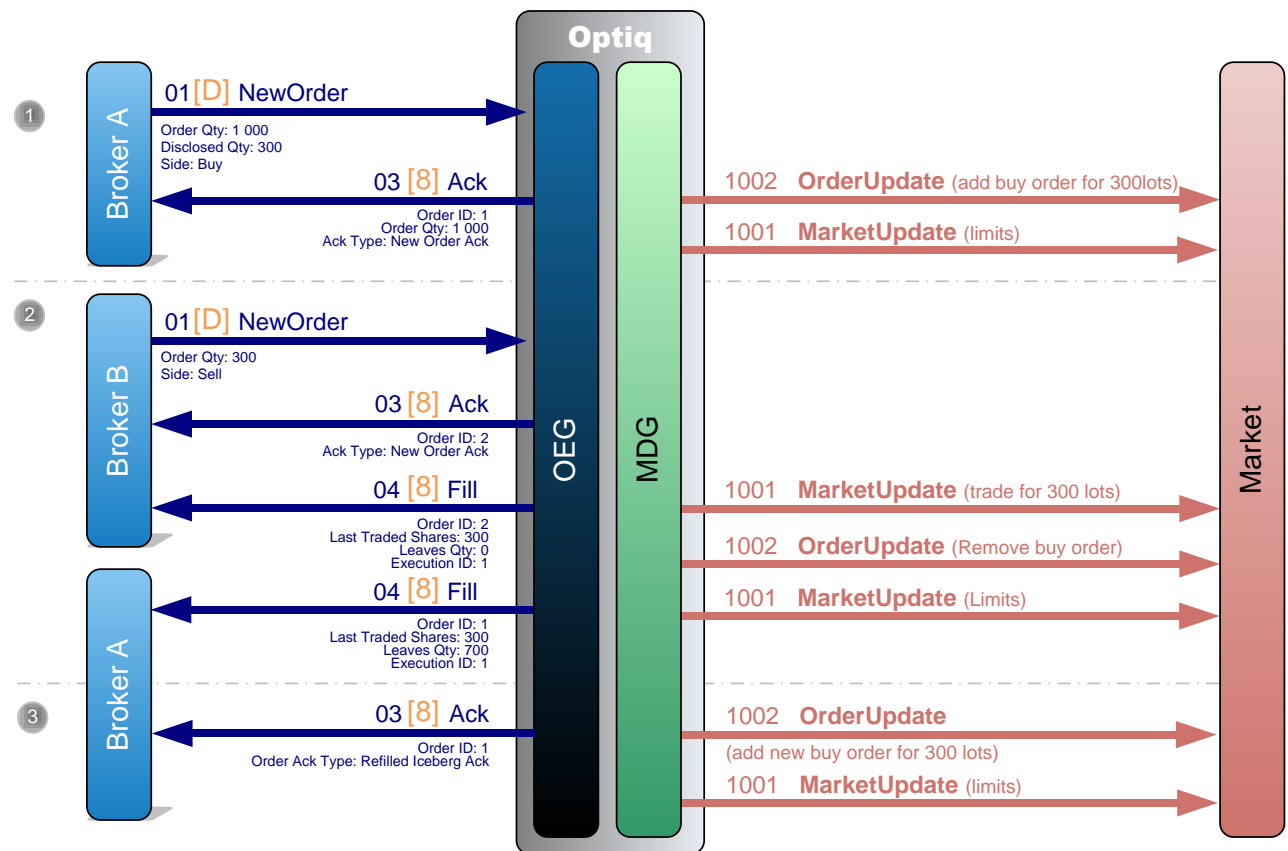 Optiq
1
Broker A
01 [D] NewOrder
Order Qty: 1 000
Disclosed Qty: 300
Side: Buy
03 [8] Ack
Order ID: 1
Order Qty: 1 000
Ack Type: New Order Ack
1002 OrderUpdate (add buy order for 300lots)
1001 MarketUpdate (limits)
2
Broker B
01 [D] NewOrder
Order Qty: 300
Side: Sell
03 [8] Ack
Order ID: 2
Ack Type: New Order Ack
OEG
MDG
Market
04 [8] Fill
Order ID: 2
Last Traded Shares: 300
Leaves Qty: 0
Execution ID: 1
1001 MarketUpdate (trade for 300 lots)
1002 OrderUpdate (Remove buy order)
Broker A
04 [8] Fill
Order ID: 1
Last Traded Shares: 300
Leaves Qty: 700
Execution ID: 1
1001 MarketUpdate (Limits)
3
03 [8] Ack
Order ID: 1
Order Ack Type: Refilled Iceberg Ack
1002 OrderUpdate
(add new buy order for 300 lots)
1001 MarketUpdate (limits)